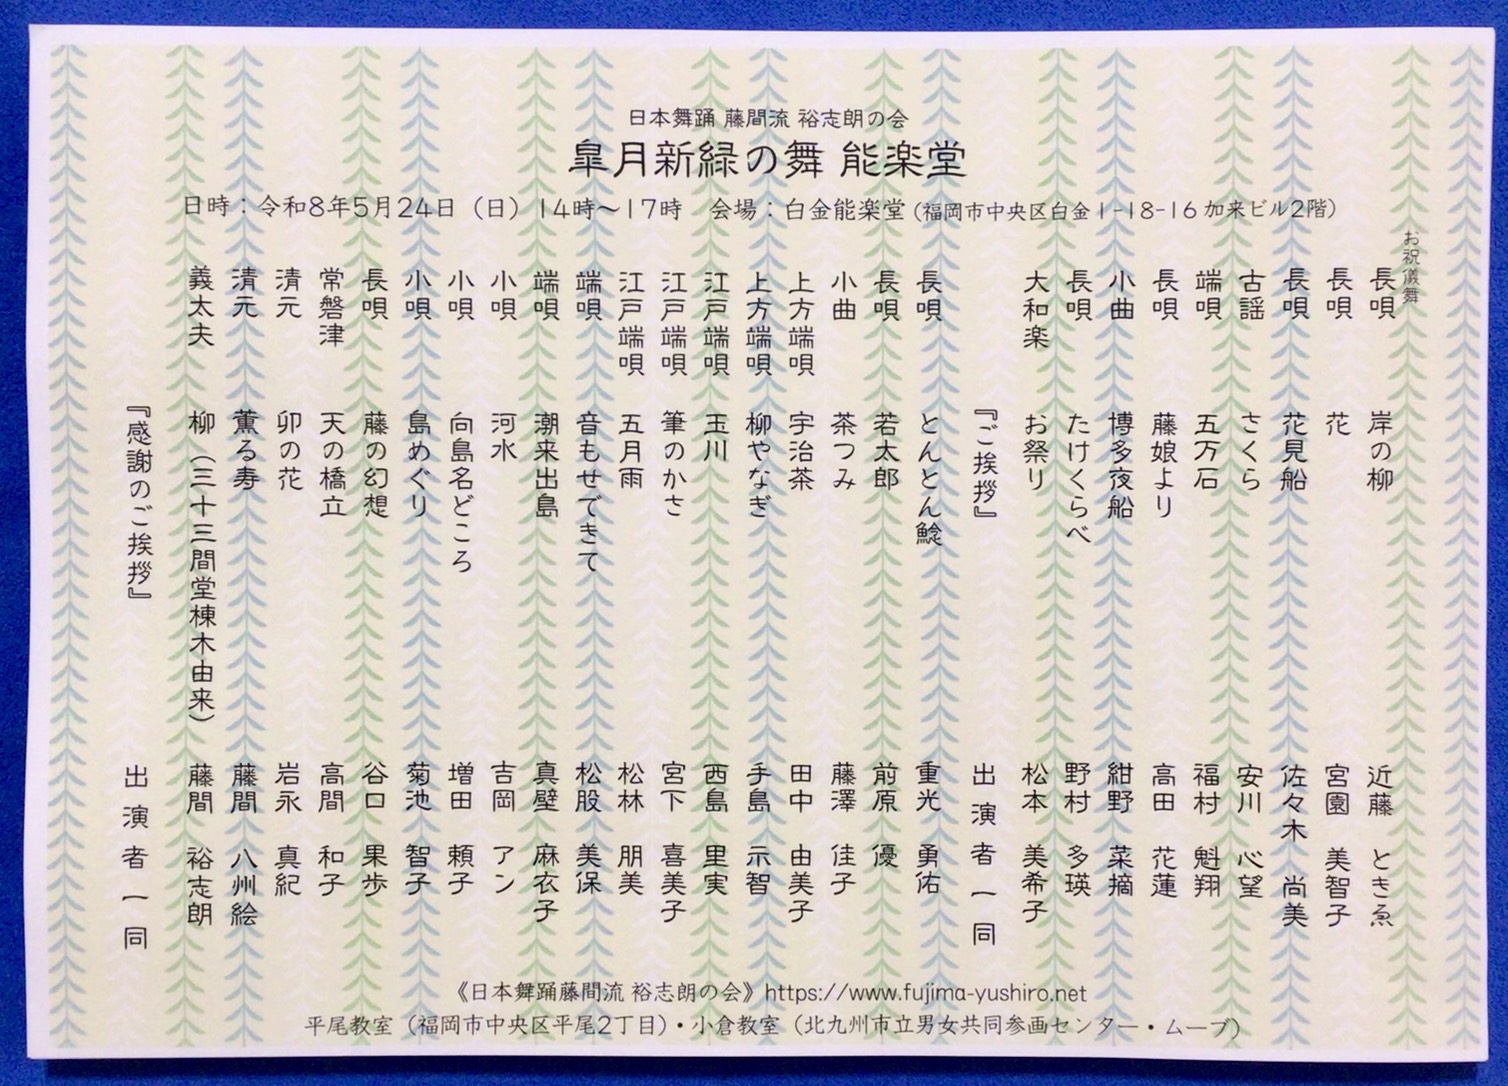 日本舞踊 藤間流 裕志朗の会
皐月新緑の舞 能楽堂
日時：令和8年5月24日（日）14時～17時　会場：白金能楽堂（福岡市中央区白金1-18-16加来ビル2階）
お祝儀舞
長唄　岸の柳　近藤 ときゑ
長唄　花　宮園 美智子
長唄　花見船　佐々木 尚美
古謡　さくら　安川 心望
端唄　五万石　福村 魁翔
長唄　藤娘より　高田 花蓮
小曲　博多夜船　紺野 菜摘
長唄　たけくらべ　野村 多瑛
大和楽　お祭り　松本 美希子
『ご挨拶』　出演者一同
長唄　とんとん鯰　重光 勇佑
長唄　若太郎　前原 優
小曲　茶つみ　藤澤 佳子
上方端唄　宇治茶　田中 由美子
上方端唄　柳やなぎ　手島 示智
江戸端唄　玉川　西島 里実
江戸端唄　筆のかさ　宮下 喜美子
江戸端唄　五月雨　松林 朋美
端唄　音もせできて　松股 美保
端唄　潮来出島　真壁 麻衣子
小唄　河水　吉岡 アン
小唄　向島名どころ　増田 頼子
小唄　島めぐり　菊池 智子
長唄　藤の幻想　谷口 果歩
常磐津　天の橋立　高間 和子
清元　卯の花　岩永 真紀
清元　薫る寿　藤間 八州絵
義太夫　柳（三十三間堂棟木由来）　藤間 裕志朗
『感謝のご挨拶』　出演者一同
《日本舞踊藤間流 裕志朗の会》https://www.fujima-yushiro.net
平尾教室（福岡市中央区平尾2丁目）・小倉教室（北九州市立男女共同参画センター・ムーブ）